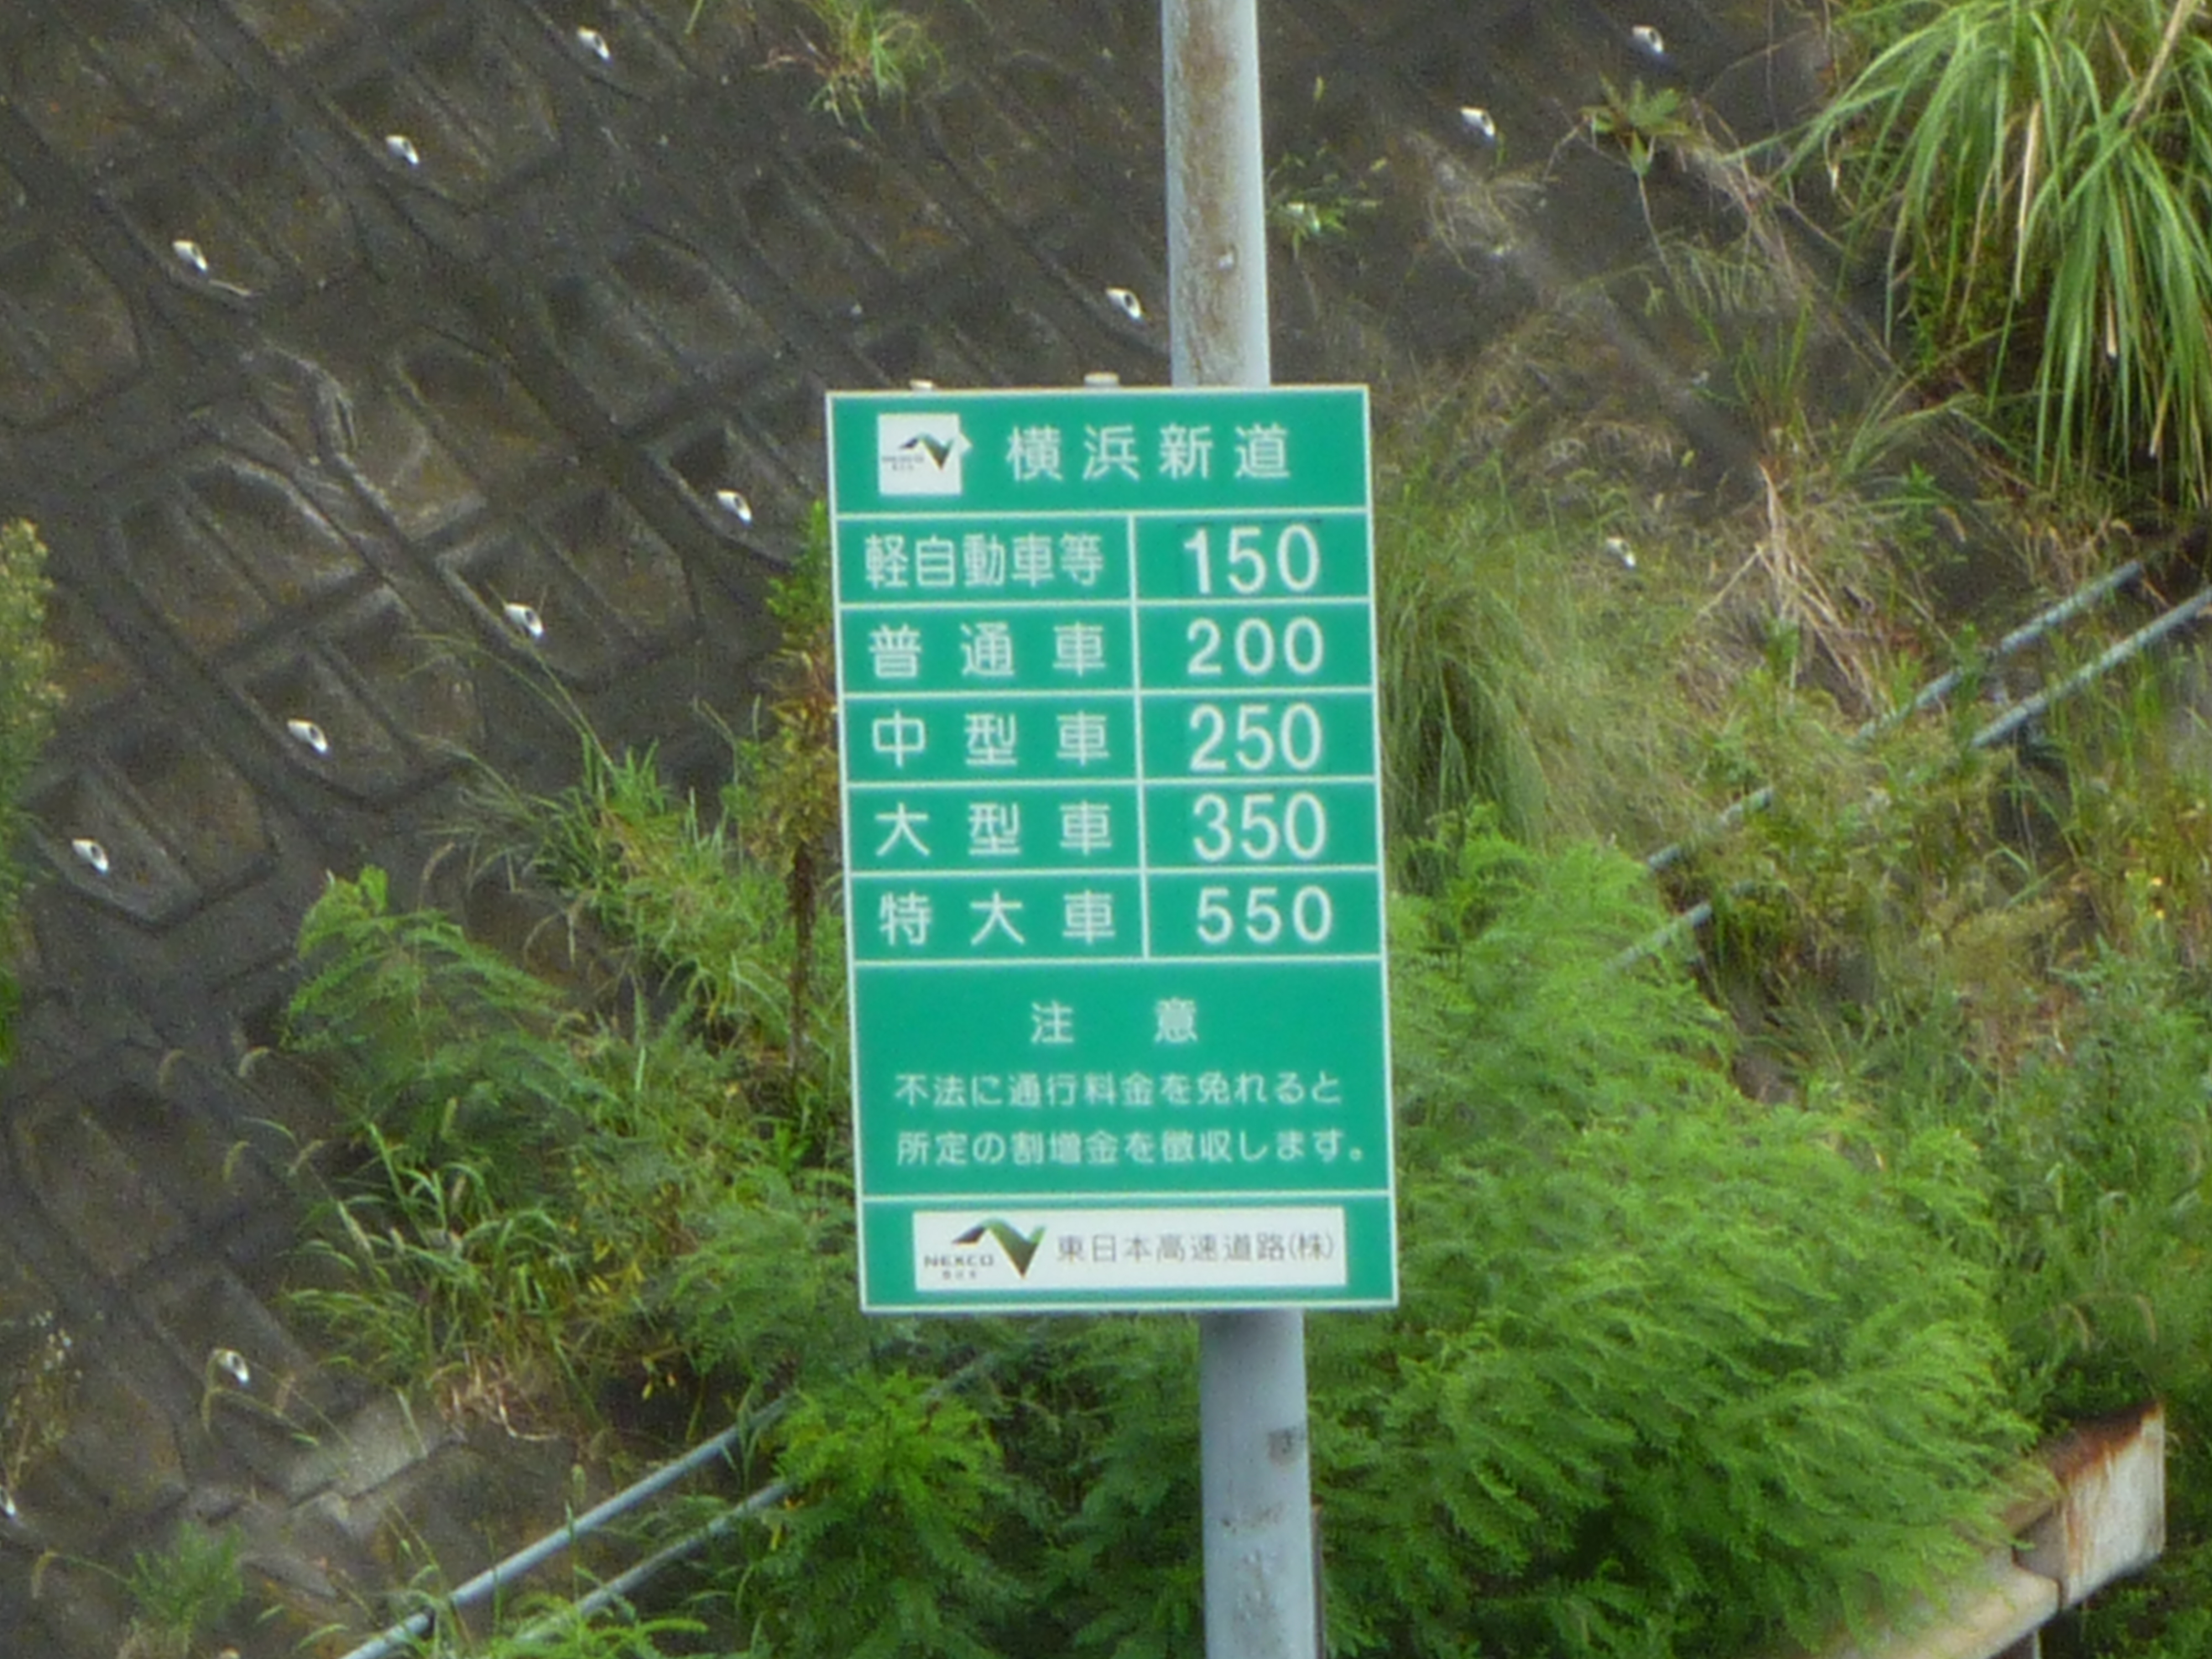 横浜新道
軽自動車等 150
普通車 200
中型車 250
大型車 350
特大車 550
注意
不法に通行料金を免れると
所定の割増金を徴収します。
NEXCO 東日本高速道路(株)